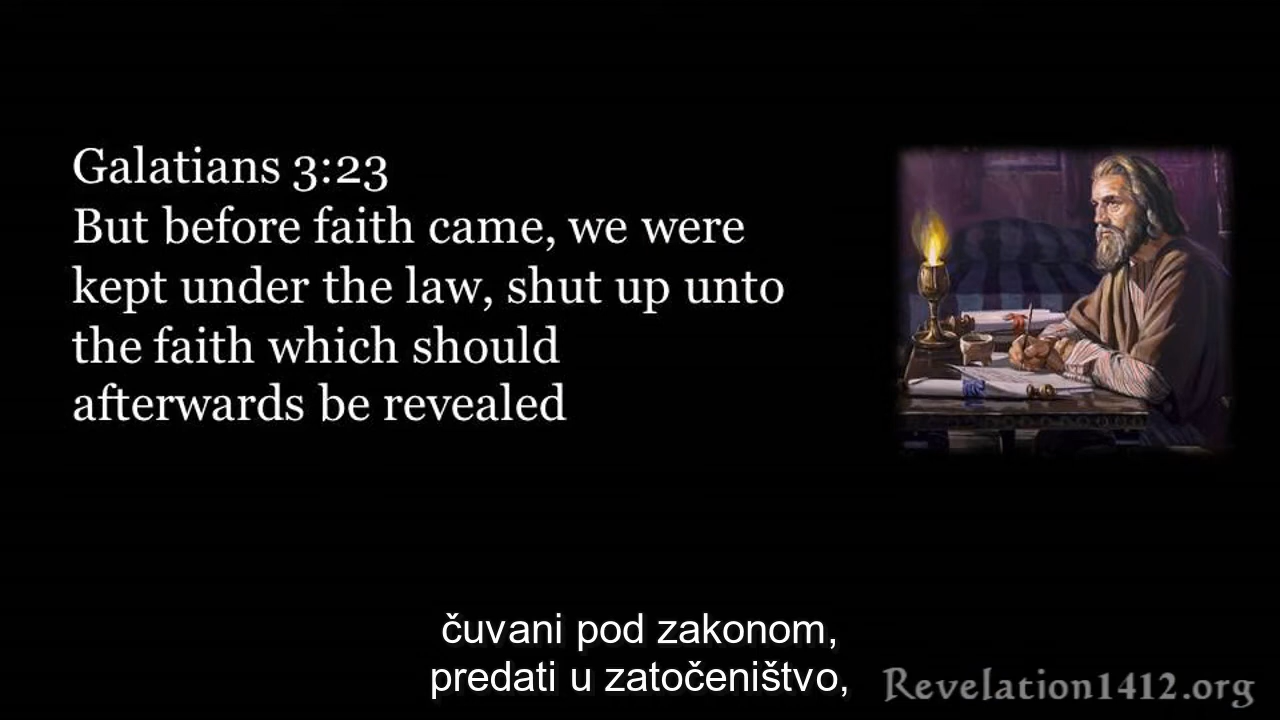 Galatians 3:23
But before faith came, we were
kept under the law, shut up unto
the faith which should
afterwards be revealed
čuvani pod zakonom,
predati u zatočeništvo,
Revelation1412.org